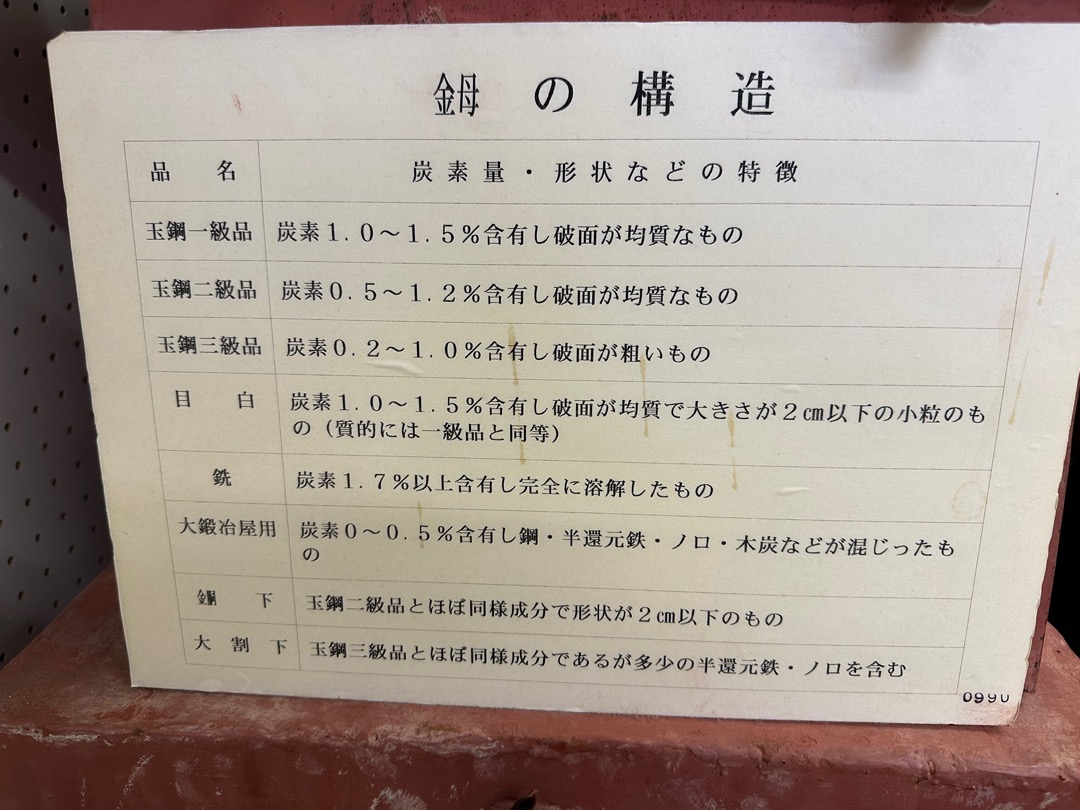 鉧の構造
品名 炭素量・形状などの特徴
玉鋼一級品 炭素1.0～1.5％含有し破面が均質なもの
玉鋼二級品 炭素0.5～1.2％含有し破面が均質なもの
玉鋼三級品 炭素0.2～1.0％含有し破面が粗いもの
目白 炭素1.0～1.5％含有し破面が均質で大きさが2㎝以下の小粒のも
の（質的には一級品と同等）
銑 炭素1.7％以上含有し完全に溶解したもの
大鍛冶屋用 炭素0～0.5％含有し鋼・半還元鉄・ノロ・木炭などが混じったも
の
下 玉鋼二級品とほぼ同様成分で形状が2㎝以下のもの
大割下 玉鋼三級品とほぼ同様成分であるが多少の半還元鉄・ノロを含む
0990